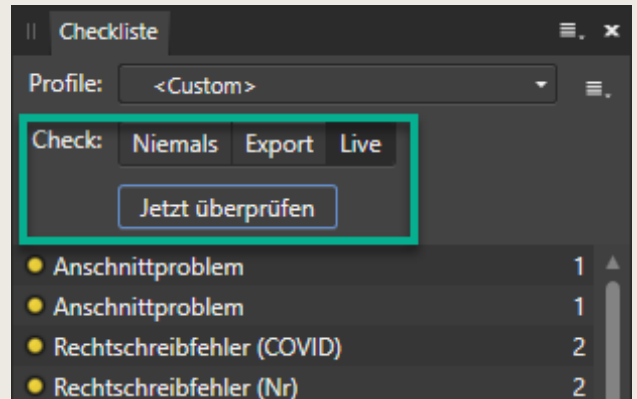 Checkliste
Profile: <Custom>
Check: Niemals Export Live
Jetzt überprüfen
Anschnittproblem 1
Anschnittproblem 1
Rechtschreibfehler (COVID) 2
Rechtschreibfehler (Nr) 2